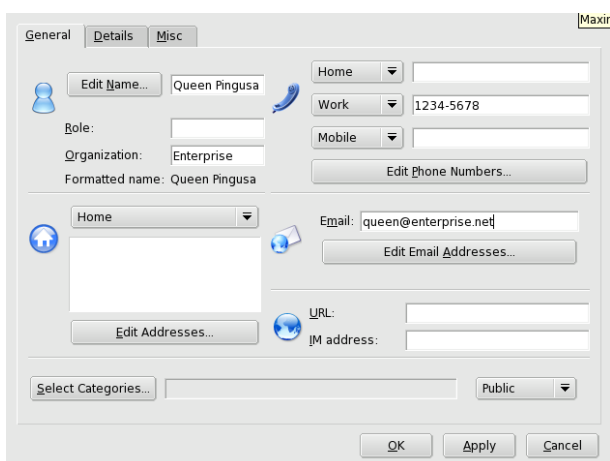 Maxi
General Details Misc
Edit Name... Queen Pingusa
Role:
Organization: Enterprise
Formatted name: Queen Pingusa
Home
Work 1234-5678
Mobile
Edit Phone Numbers...
Home
Edit Addresses...
Email: queen@enterprise.net
Edit Email Addresses...
URL:
IM address:
Select Categories... Public
OK Apply Cancel